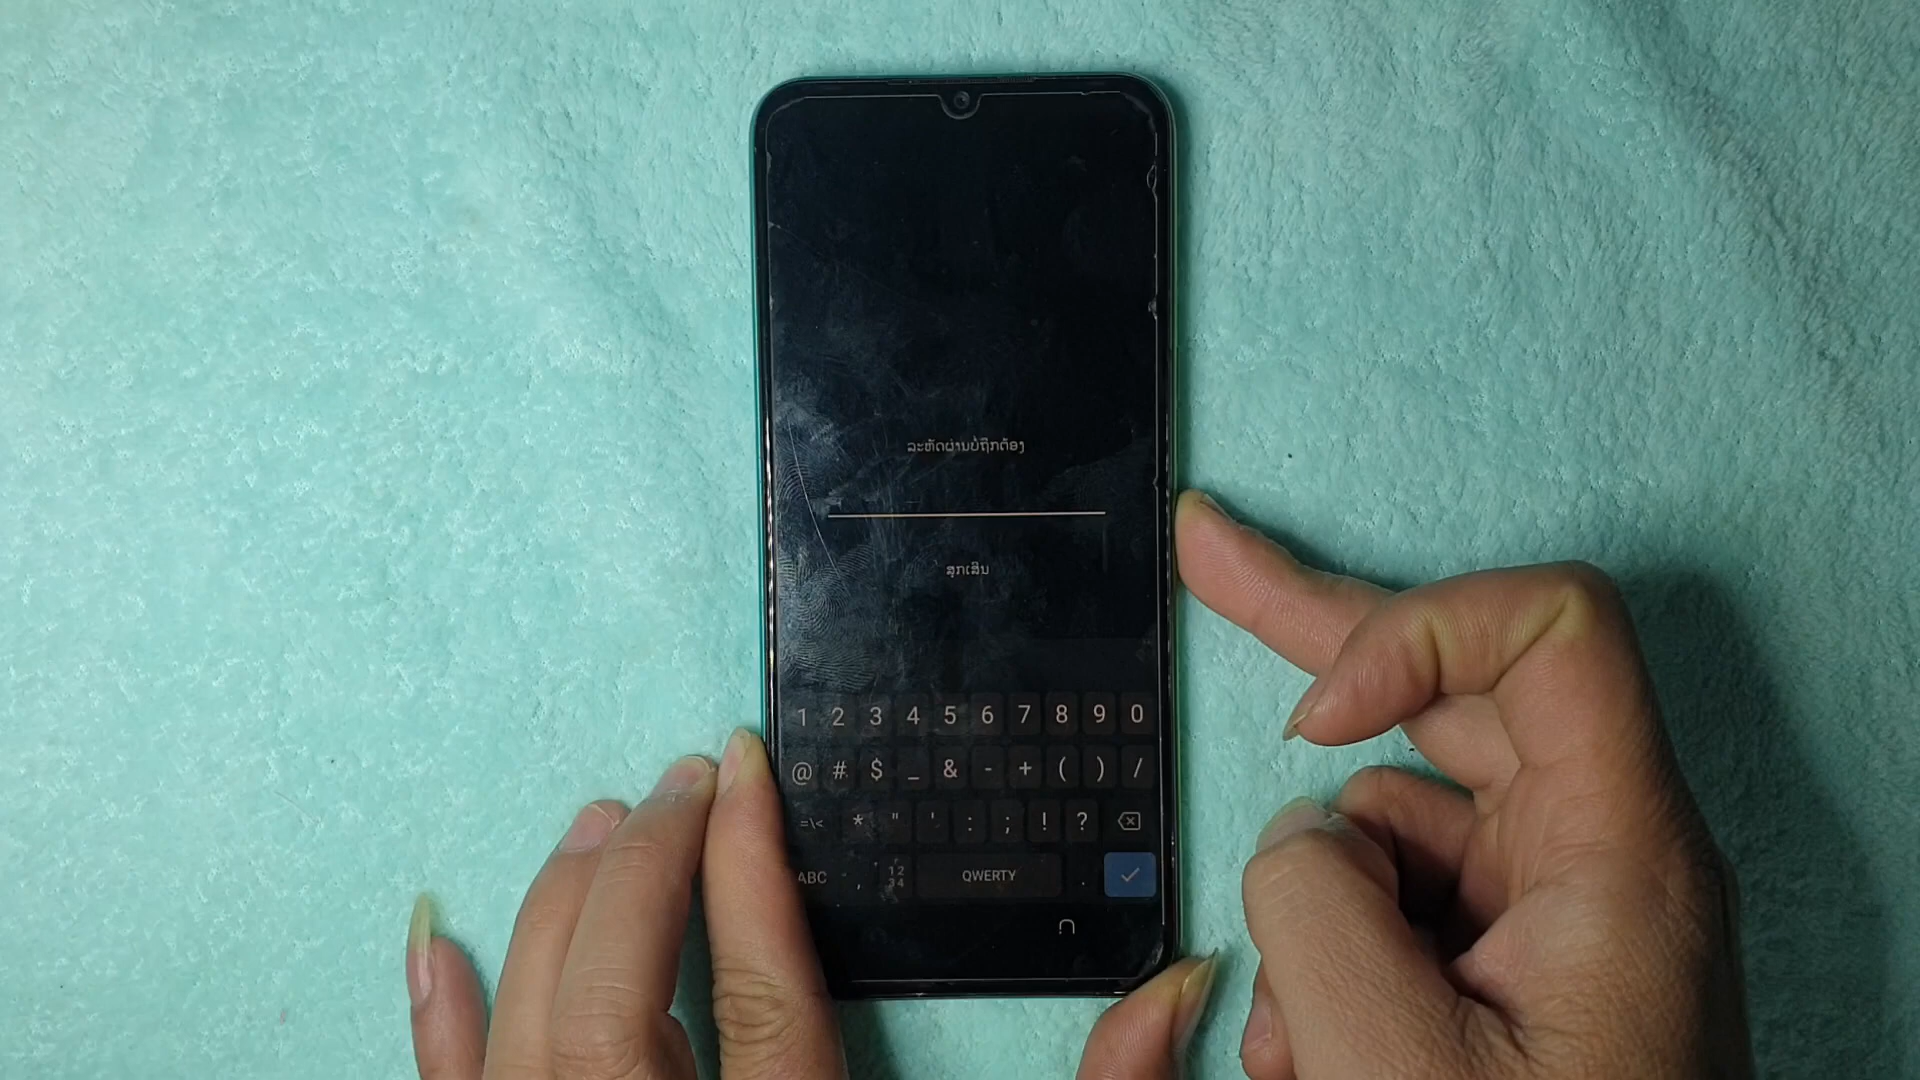 ລະຫັດຜ່ານບໍ່ຖືກຕ້ອງ
ສຸກເສີນ
1 2 3 4 5 6 7 8 9 0
@ # $ _ & - + ( ) /
=\< * " ' : ; ! ?
ABC , 12 34 QWERTY .